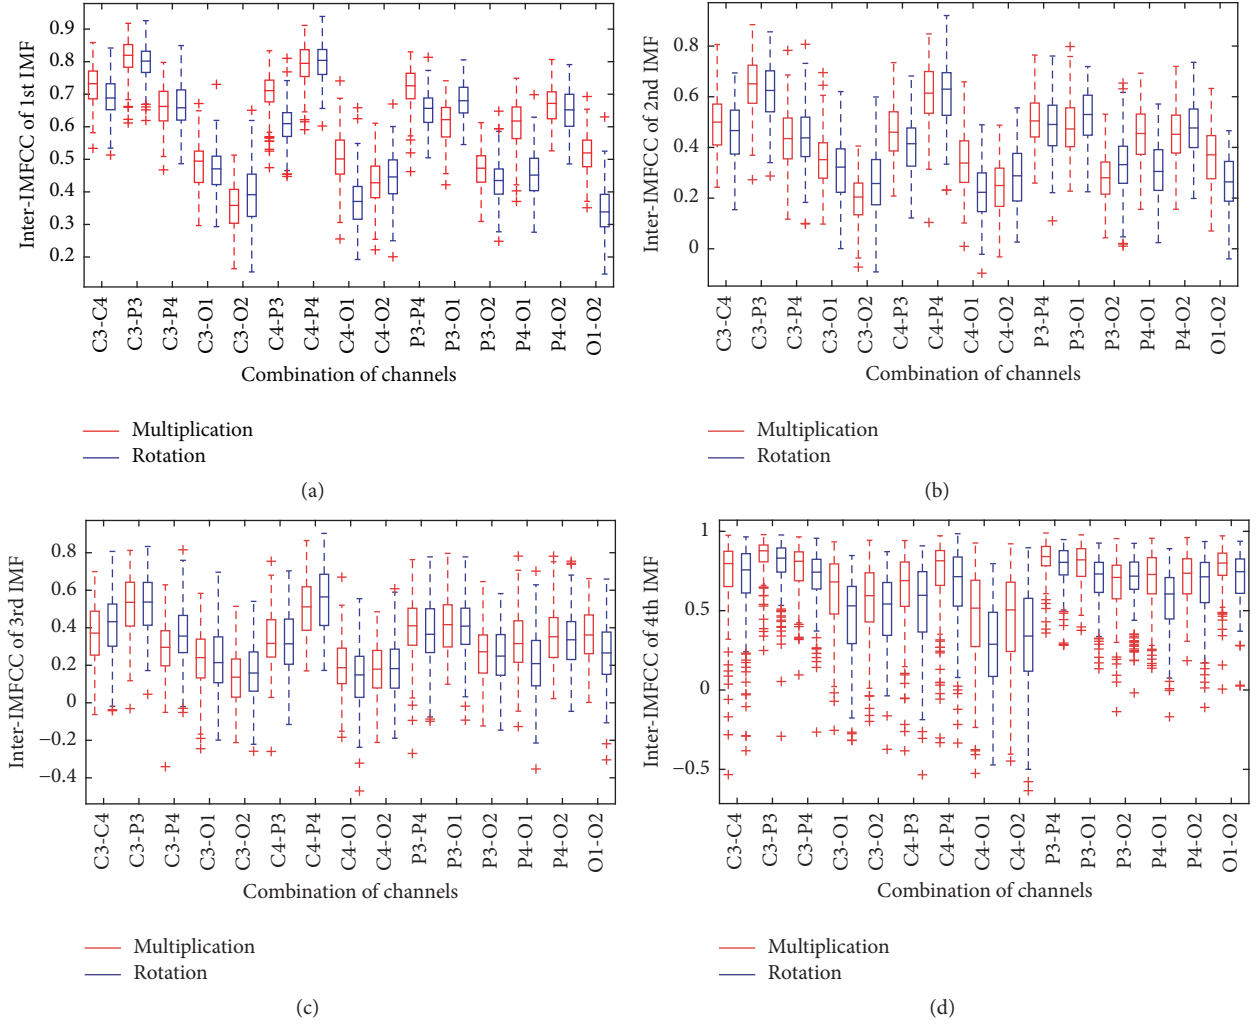 Inter-IMFCC of 1st IMF
0.9
0.8
0.7
0.6
0.5
0.4
0.3
0.2
C3-C4
C3-P3
C3-P4
C3-O1
C3-O2
C4-P3
C4-P4
C4-O1
C4-O2
P3-P4
P3-O1
P3-O2
P4-O1
P4-O2
O1-O2
Combination of channels
Multiplication
Rotation
(a)
Inter-IMFCC of 2nd IMF
0.8
0.6
0.4
0.2
0
C3-C4
C3-P3
C3-P4
C3-O1
C3-O2
C4-P3
C4-P4
C4-O1
C4-O2
P3-P4
P3-O1
P3-O2
P4-O1
P4-O2
O1-O2
Combination of channels
Multiplication
Rotation
(b)
Inter-IMFCC of 3rd IMF
0.8
0.6
0.4
0.2
0
−0.2
−0.4
C3-C4
C3-P3
C3-P4
C3-O1
C3-O2
C4-P3
C4-P4
C4-O1
C4-O2
P3-P4
P3-O1
P3-O2
P4-O1
P4-O2
O1-O2
Combination of channels
Multiplication
Rotation
(c)
Inter-IMFCC of 4th IMF
1
0.5
0
−0.5
C3-C4
C3-P3
C3-P4
C3-O1
C3-O2
C4-P3
C4-P4
C4-O1
C4-O2
P3-P4
P3-O1
P3-O2
P4-O1
P4-O2
O1-O2
Combination of channels
Multiplication
Rotation
(d)